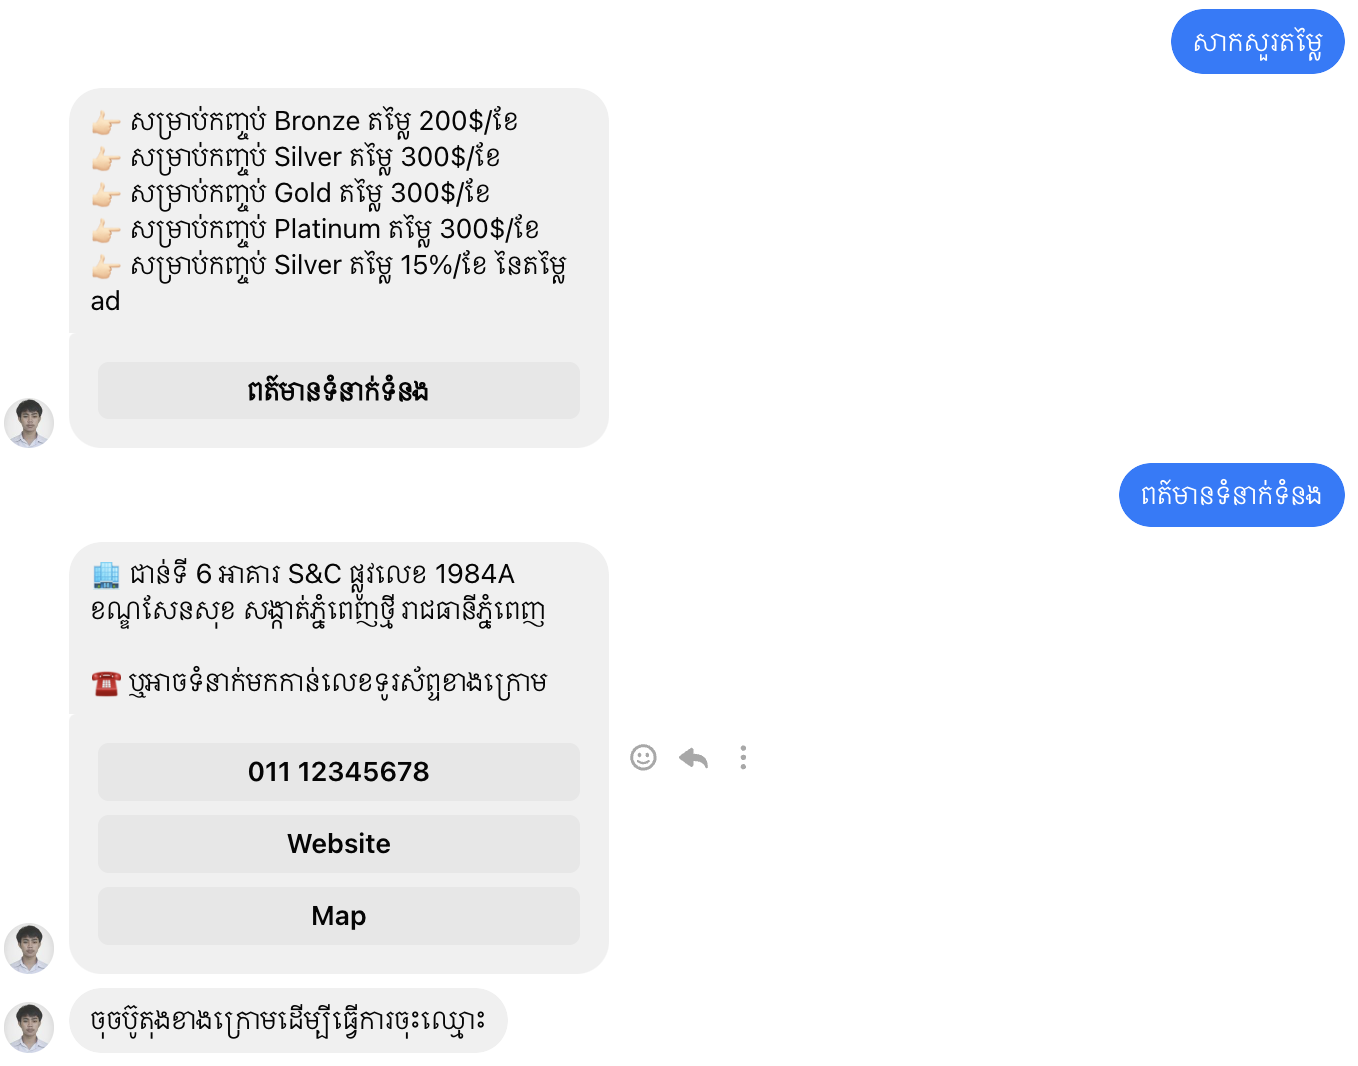 សាកសួរតម្លៃ
👉🏻 សម្រាប់កញ្ចប់ Bronze តម្លៃ 200$/ខែ
👉🏻 សម្រាប់កញ្ចប់ Silver តម្លៃ 300$/ខែ
👉🏻 សម្រាប់កញ្ចប់ Gold តម្លៃ 300$/ខែ
👉🏻 សម្រាប់កញ្ចប់ Platinum តម្លៃ 300$/ខែ
👉🏻 សម្រាប់កញ្ចប់ Silver តម្លៃ 15%/ខែ នៃតម្លៃ
ad
ពត៍មានទំនាក់ទំនង
ពត៍មានទំនាក់ទំនង
🏢 ជាន់ទី 6 អាគារ S&C ផ្លូវលេខ 1984A
ខណ្ឌសែនសុខ សង្កាត់ភ្នំពេញថ្មី រាជធានីភ្នំពេញ
☎️ ឬអាចទំនាក់មកកាន់លេខទូរស័ព្ទខាងក្រោម
011 12345678
Website
Map
ចុចប៊ូតុងខាងក្រោមដើម្បីធ្វើការចុះឈ្មោះ